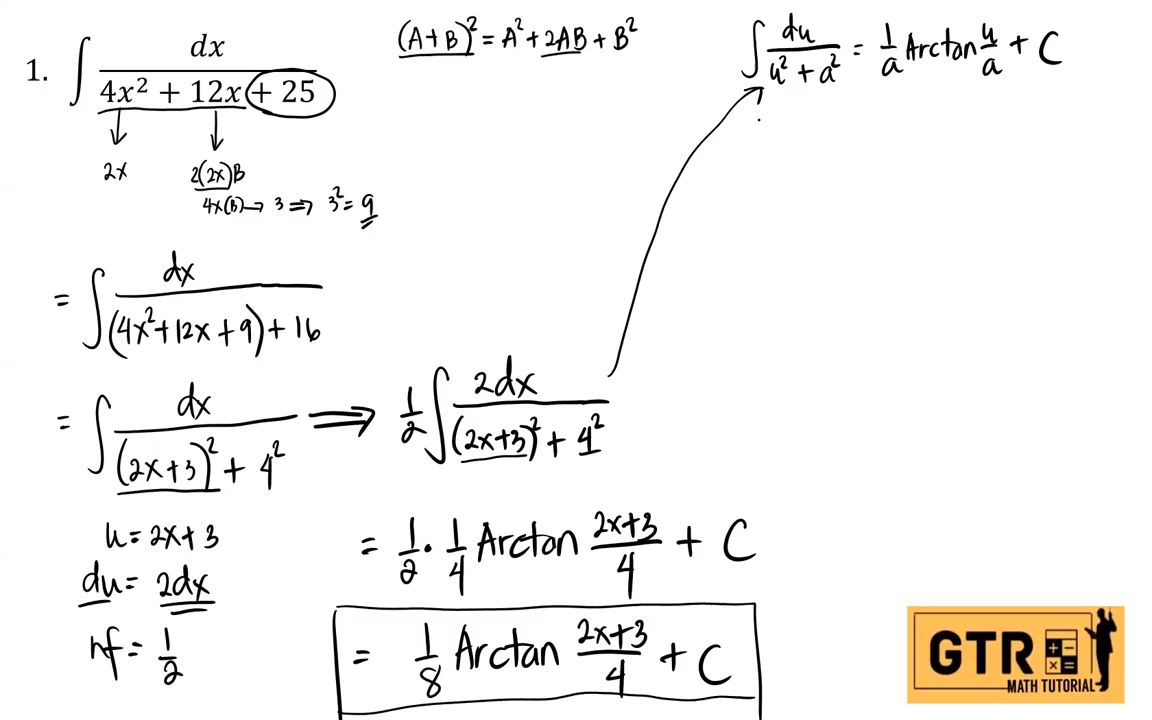 1. ∫ dx / (4x² + 12x + 25)
(A+B)² = A² + 2AB + B²
∫ du / (u² + a²) = 1/a Arctan u/a + C
2x
2(2x)B
4x(B) → 3 ⇒ 3² = 9
= ∫ dx / ((4x²+12x+9)+16)
= ∫ dx / ((2x+3)² + 4²) ⟹ 1/2 ∫ 2dx / ((2x+3)² + 4²)
u = 2x+3
du = 2dx
nf = 1/2
= 1/2 · 1/4 Arctan (2x+3)/4 + C
= 1/8 Arctan (2x+3)/4 + C
GTR
MATH TUTORIAL